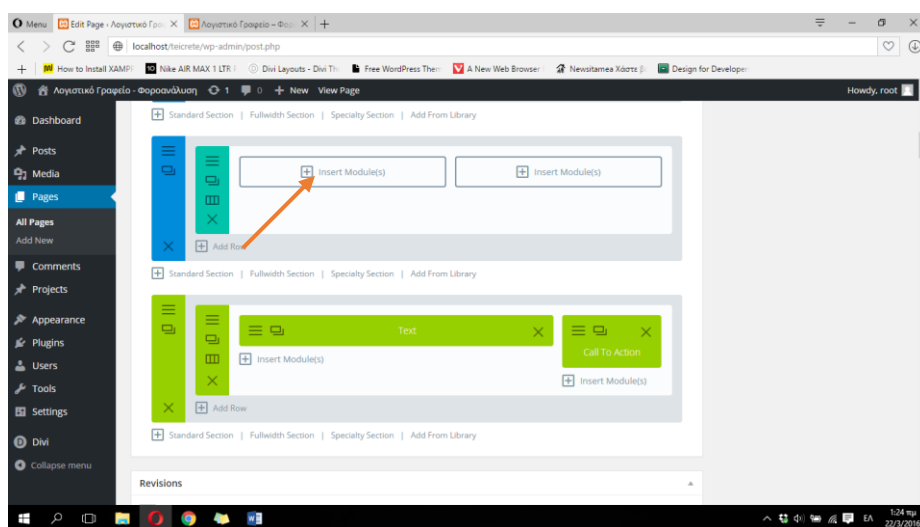 Menu
Edit Page ‹ Λογιστικό Γρα
Λογιστικό Γραφείο – Φορ
localhost/teicrete/wp-admin/post.php
How to Install XAMPP
Nike AIR MAX 1 LTR
Divi Layouts - Divi Th
Free WordPress Them
A New Web Browser
Newsitamea Χάρτε βι
Design for Developer
Λογιστικό Γραφείο - Φοροανάλυση 1 0 New View Page
Howdy, root
Dashboard
Posts
Media
Pages
All Pages
Add New
Comments
Projects
Appearance
Plugins
Users
Tools
Settings
Divi
Collapse menu
Standard Section | Fullwidth Section | Specialty Section | Add From Library
Insert Module(s)
Insert Module(s)
Add Row
Standard Section | Fullwidth Section | Specialty Section | Add From Library
Text
Call To Action
Insert Module(s)
Insert Module(s)
Add Row
Standard Section | Fullwidth Section | Specialty Section | Add From Library
Revisions
ΕΛ
1:24 πμ
22/3/2016